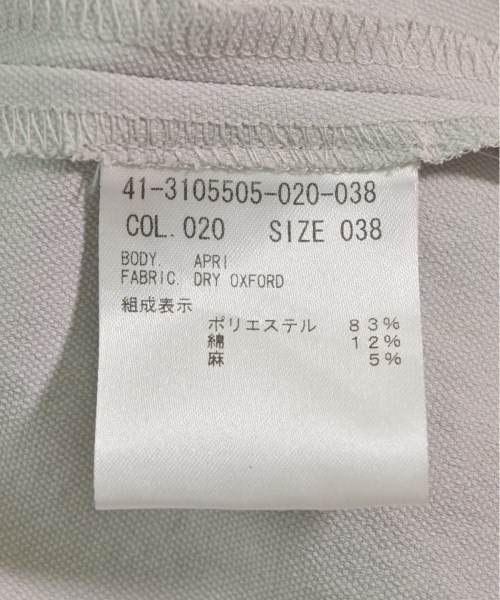 41-3105505-020-038
COL.020 SIZE 038
BODY. APRI
FABRIC. DRY OXFORD
組成表示
ポリエステル 83%
綿 12%
麻 5%